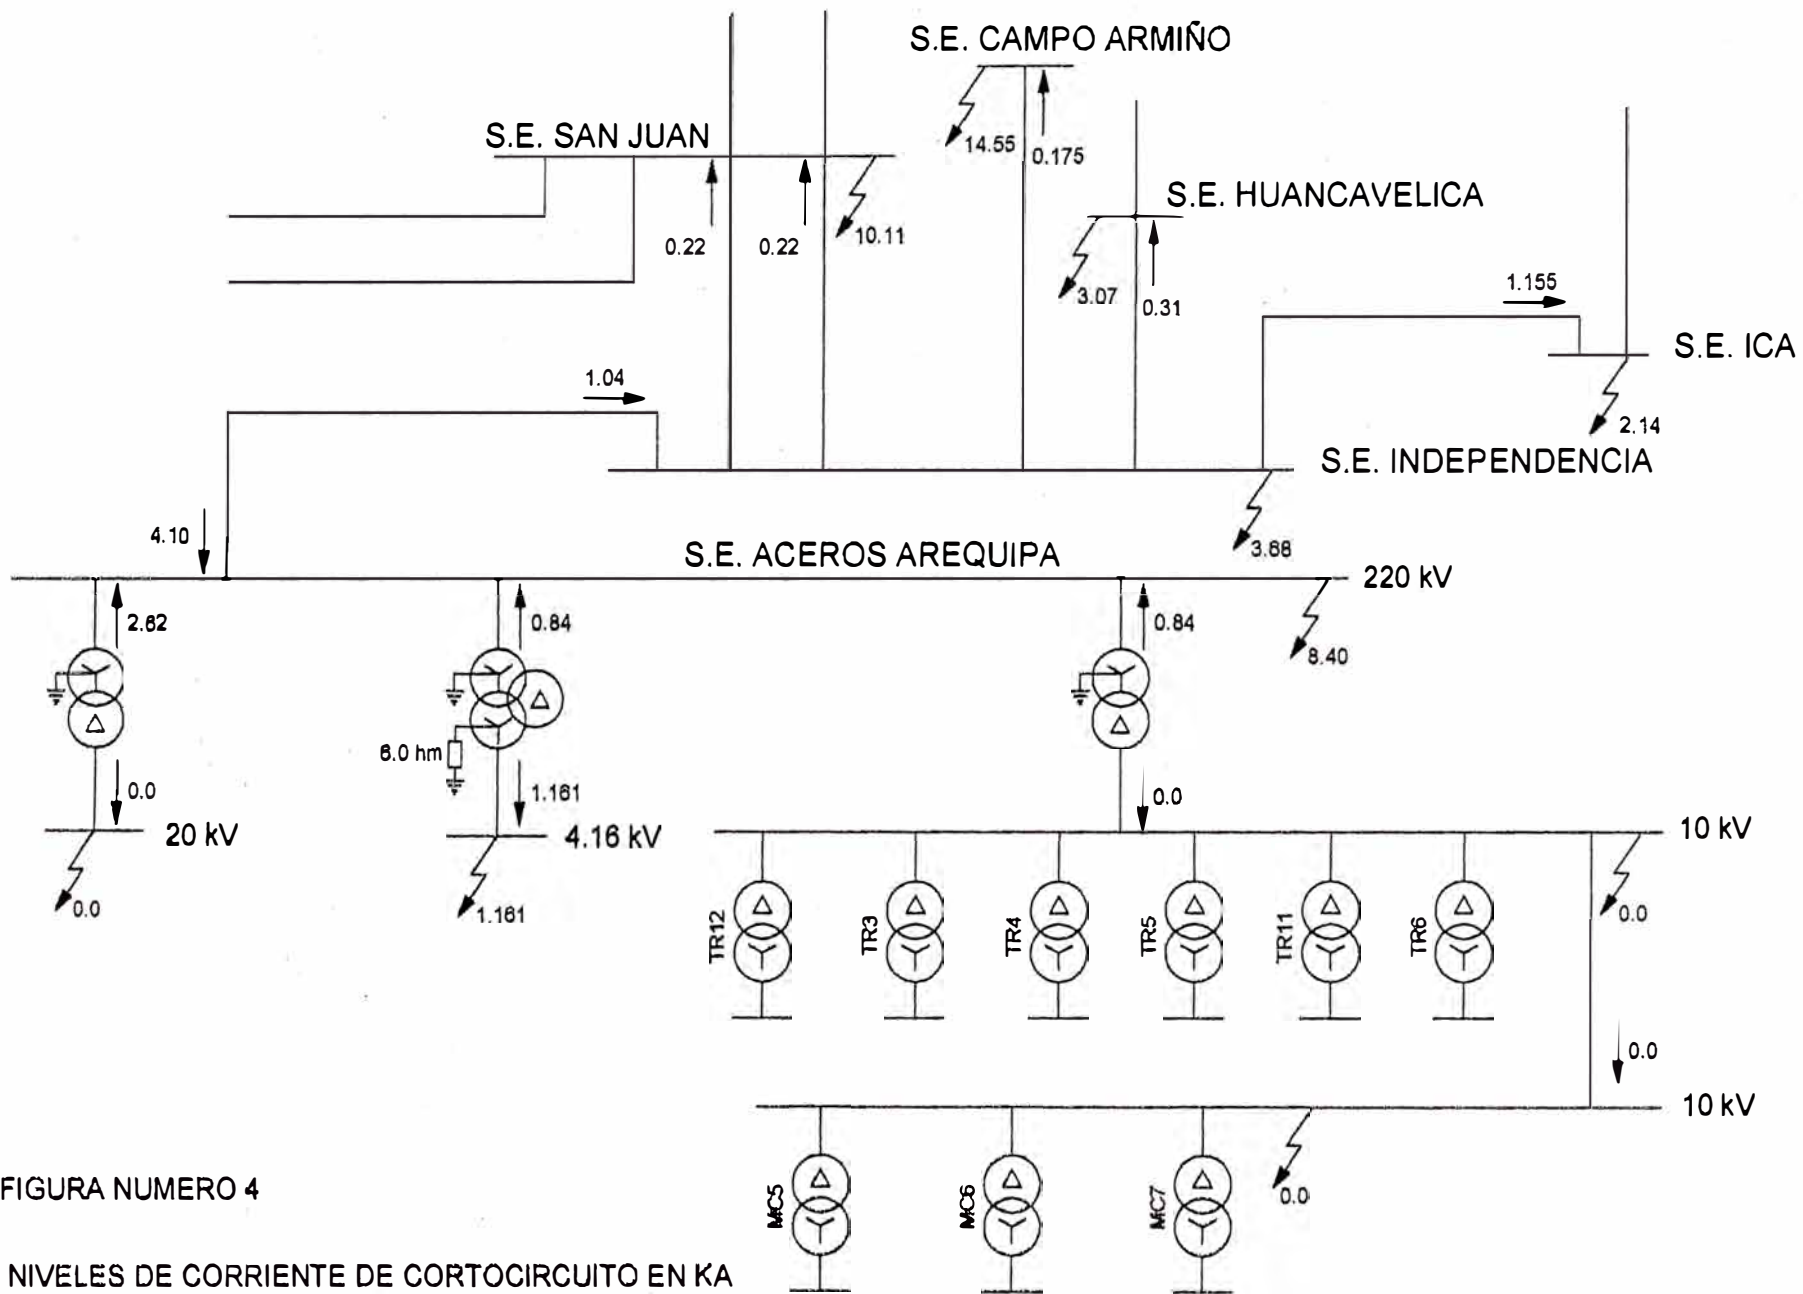 S.E. CAMPO ARMIÑO
S.E. SAN JUAN
14.55
0.175
S.E. HUANCAVELICA
0.22
0.22
10.11
3.07
0.31
1.155
S.E. ICA
1.04
2.14
S.E. INDEPENDENCIA
4.10
S.E. ACEROS AREQUIPA
3.68
220 kV
2.62
0.84
0.84
8.40
6.0 hm
0.0
1.161
0.0
20 kV
4.16 kV
10 kV
0.0
1.161
TR12
TR3
TR4
TR5
TR11
TR6
0.0
0.0
10 kV
MC5
MC6
MC7
0.0
FIGURA NUMERO 4
NIVELES DE CORRIENTE DE CORTOCIRCUITO EN KA